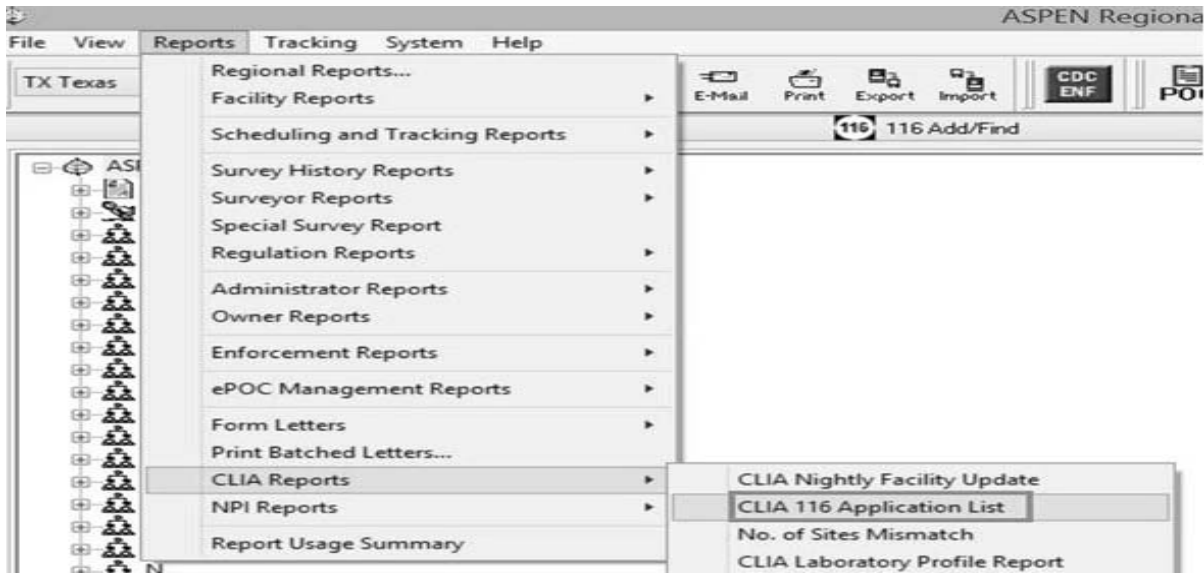 ASPEN Regiona
File View Reports Tracking System Help
TX Texas
E-Mail Print Export Import CDC ENF POC
116 116 Add/Find
ASP
Regional Reports...
Facility Reports
Scheduling and Tracking Reports
Survey History Reports
Surveyor Reports
Special Survey Report
Regulation Reports
Administrator Reports
Owner Reports
Enforcement Reports
ePOC Management Reports
Form Letters
Print Batched Letters...
CLIA Reports
NPI Reports
Report Usage Summary
N
CLIA Nightly Facility Update
CLIA 116 Application List
No. of Sites Mismatch
CLIA Laboratory Profile Report